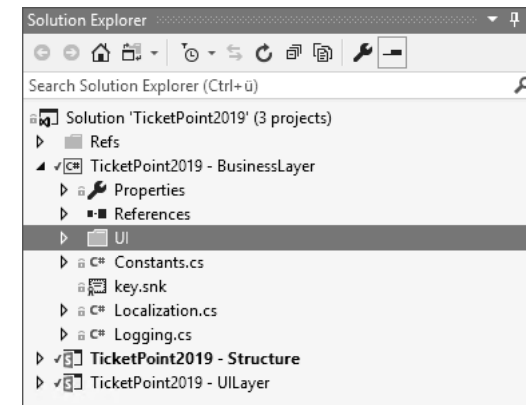 Solution Explorer
Search Solution Explorer (Ctrl+ü)
Solution 'TicketPoint2019' (3 projects)
Refs
C# TicketPoint2019 - BusinessLayer
Properties
References
UI
C# Constants.cs
key.snk
C# Localization.cs
C# Logging.cs
TicketPoint2019 - Structure
TicketPoint2019 - UILayer